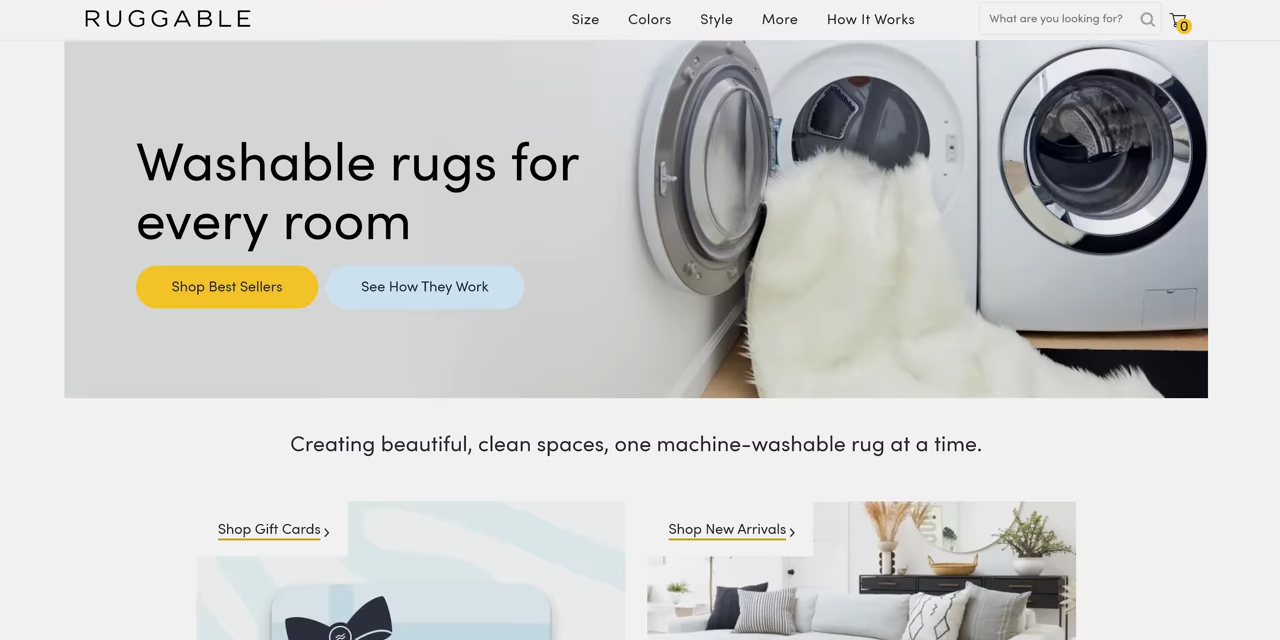 RUGGABLE
Size Colors Style More How It Works
What are you looking for?
0
Washable rugs for
every room
Shop Best Sellers See How They Work
Creating beautiful, clean spaces, one machine-washable rug at a time.
Shop Gift Cards
Shop New Arrivals